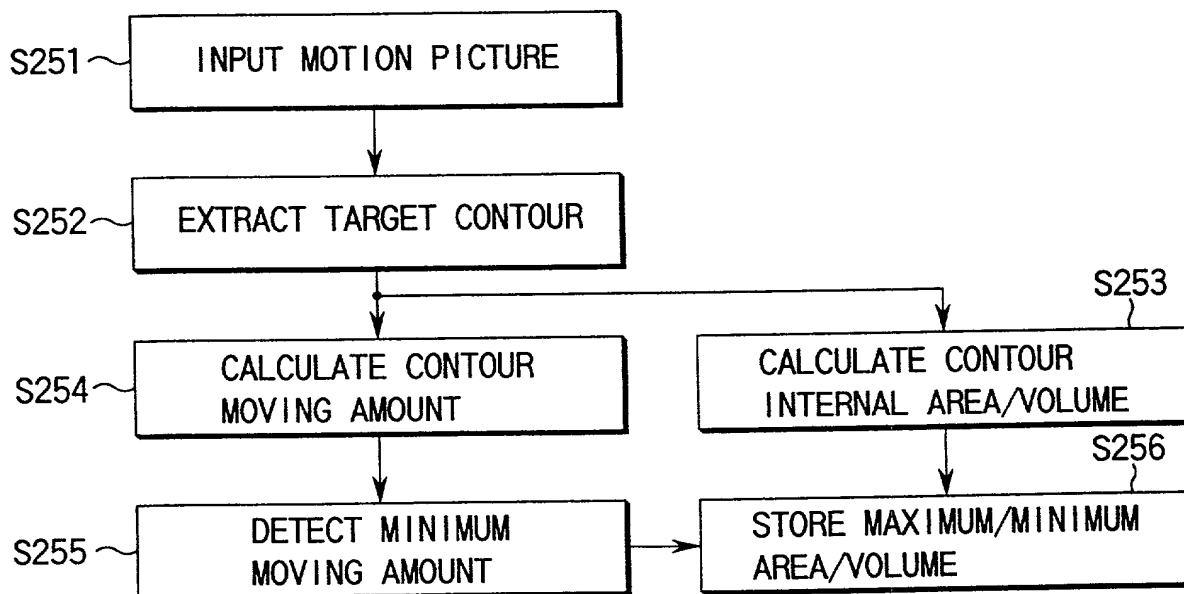 S251
INPUT MOTION PICTURE
S252
EXTRACT TARGET CONTOUR
S253
S254
CALCULATE CONTOUR
MOVING AMOUNT
CALCULATE CONTOUR
INTERNAL AREA/VOLUME
S256
S255
DETECT MINIMUM
MOVING AMOUNT
STORE MAXIMUM/MINIMUM
AREA/VOLUME